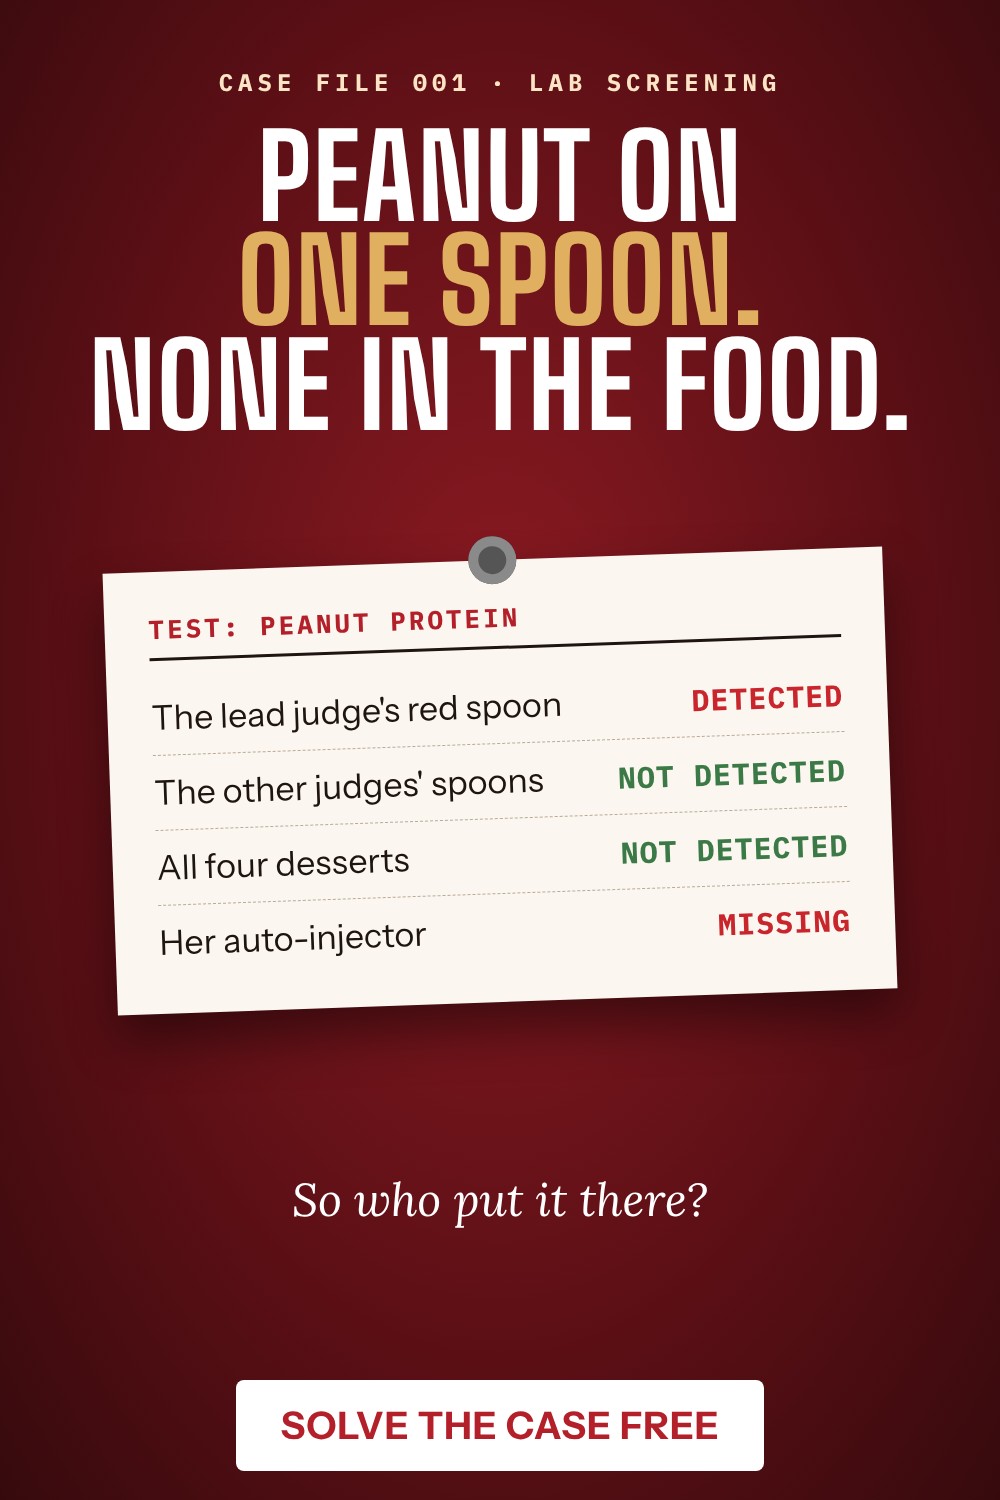 CASE FILE 001 · LAB SCREENING
PEANUT ON
ONE SPOON.
NONE IN THE FOOD.
TEST: PEANUT PROTEIN
The lead judge's red spoon DETECTED
The other judges' spoons NOT DETECTED
All four desserts NOT DETECTED
Her auto-injector MISSING
So who put it there?
SOLVE THE CASE FREE